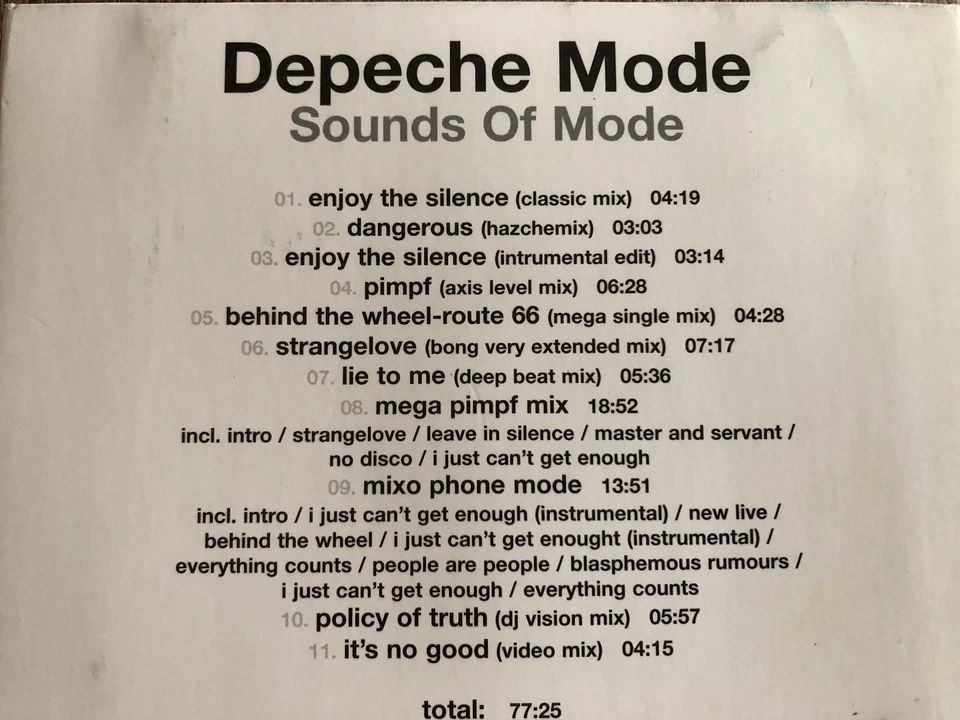 Depeche Mode
Sounds Of Mode
01. enjoy the silence (classic mix) 04:19
02. dangerous (hazchemix) 03:03
03. enjoy the silence (intrumental edit) 03:14
04. pimpf (axis level mix) 06:28
05. behind the wheel-route 66 (mega single mix) 04:28
06. strangelove (bong very extended mix) 07:17
07. lie to me (deep beat mix) 05:36
08. mega pimpf mix 18:52
incl. intro / strangelove / leave in silence / master and servant /
no disco / i just can't get enough
09. mixo phone mode 13:51
incl. intro / i just can't get enough (instrumental) / new live /
behind the wheel / i just can't get enought (instrumental) /
everything counts / people are people / blasphemous rumours /
i just can't get enough / everything counts
10. policy of truth (dj vision mix) 05:57
11. it's no good (video mix) 04:15
total: 77:25